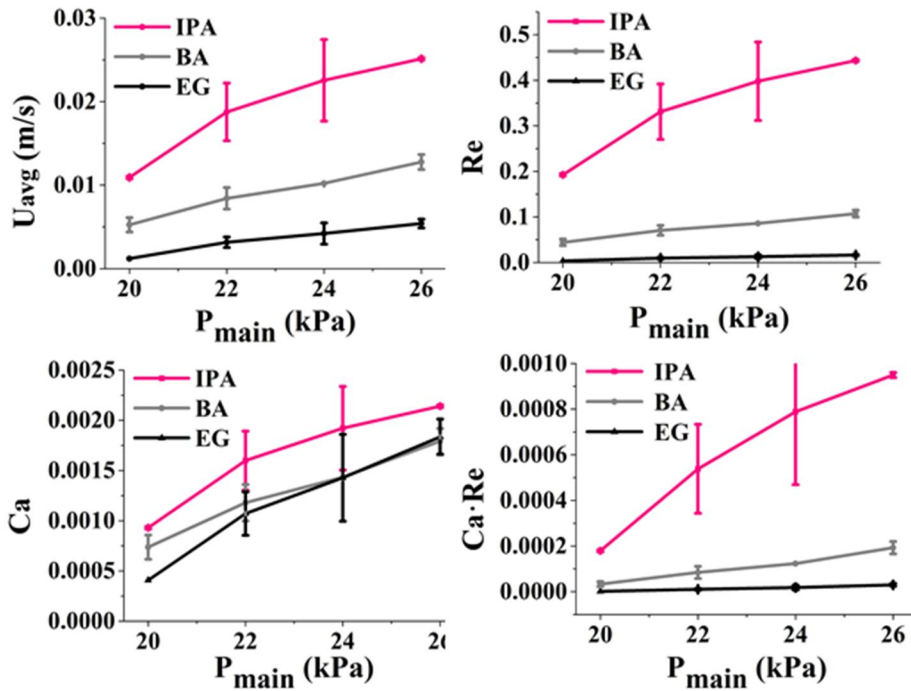 0.03
0.02
0.01
0.00
Uavg (m/s)
IPA
BA
EG
20 22 24 26
Pmain (kPa)
0.5
0.4
0.3
0.2
0.1
0.0
Re
IPA
BA
EG
20 22 24 26
Pmain (kPa)
0.0025
0.0020
0.0015
0.0010
0.0005
0.0000
Ca
IPA
BA
EG
20 22 24 26
Pmain (kPa)
0.0010
0.0008
0.0006
0.0004
0.0002
0.0000
Ca·Re
IPA
BA
EG
20 22 24 26
Pmain (kPa)